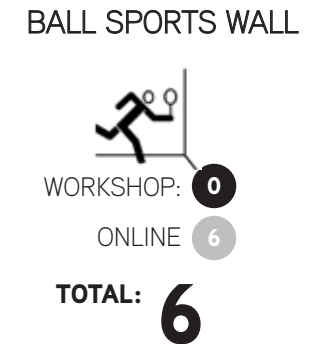 BALL SPORTS WALL
WORKSHOP: 0
ONLINE 6
TOTAL: 6